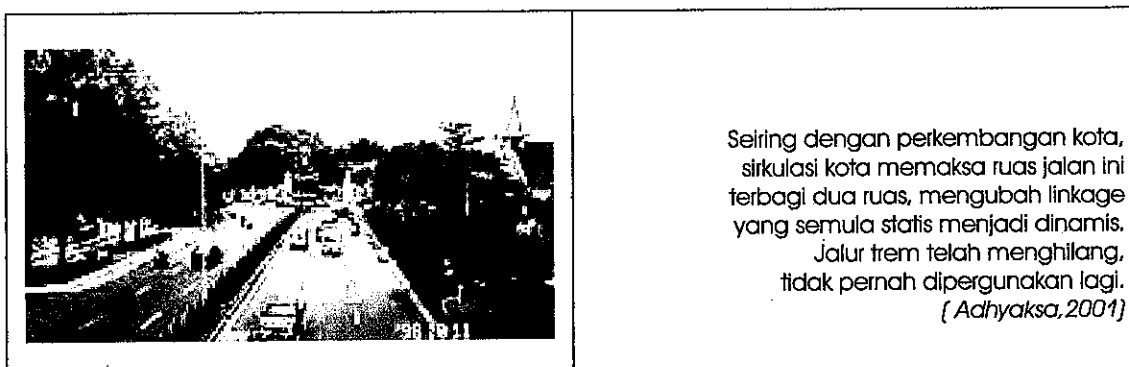 Seiring dengan perkembangan kota,
sirkulasi kota memaksa ruas jalan ini
terbagi dua ruas, mengubah linkage
yang semula statis menjadi dinamis.
Jalur trem telah menghilang,
tidak pernah dipergunakan lagi.
( Adhyaksa,2001)